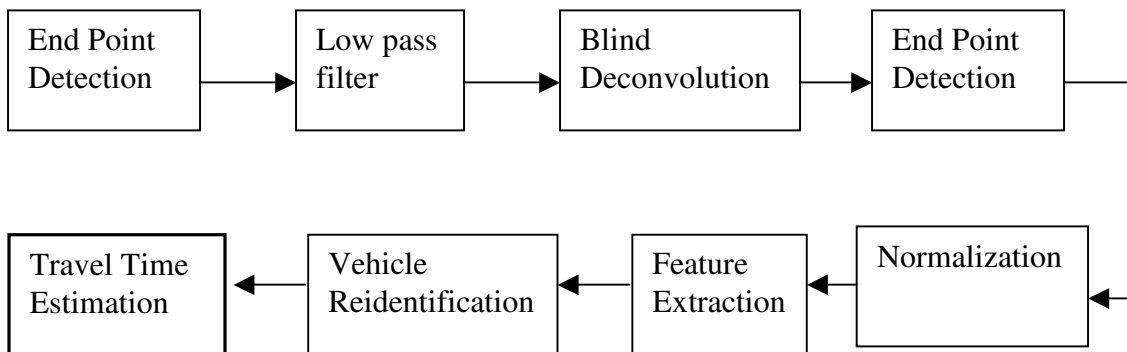 End Point
Detection
Low pass
filter
Blind
Deconvolution
End Point
Detection
Normalization
Feature
Extraction
Vehicle
Reidentification
Travel Time
Estimation